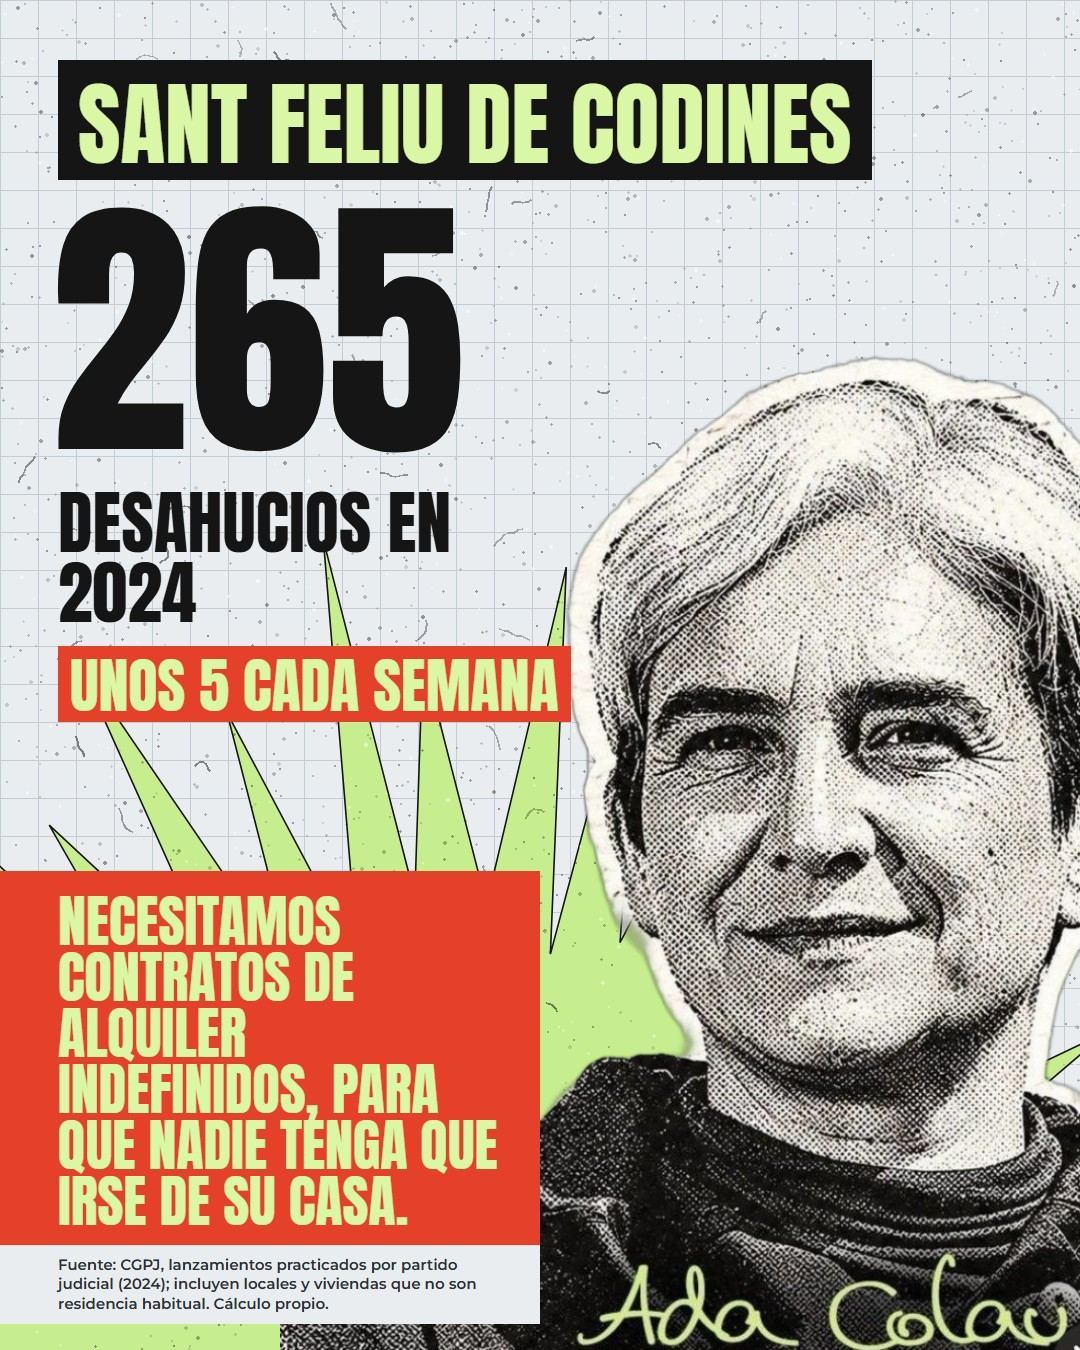 SANT FELIU DE CODINES
265
DESAHUCIOS EN
2024
UNOS 5 CADA SEMANA
NECESITAMOS
CONTRATOS DE
ALQUILER
INDEFINIDOS, PARA
QUE NADIE TENGA QUE
IRSE DE SU CASA.
Fuente: CGPJ, lanzamientos practicados por partido
judicial (2024); incluyen locales y viviendas que no son
residencia habitual. Cálculo propio.
Ada Colau